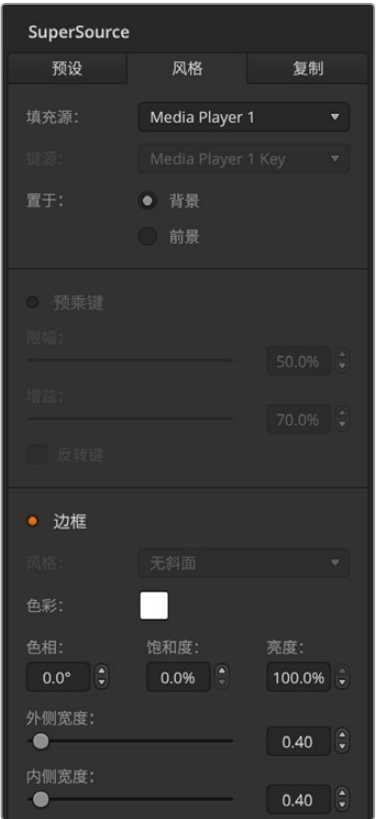 SuperSource
预设 风格 复制
填充源： Media Player 1
键源： Media Player 1 Key
置于： 背景
前景
预乘键
限幅：
50.0%
增益：
70.0%
反转键
边框
风格： 无斜面
色彩：
色相： 饱和度： 亮度：
0.0° 0.0% 100.0%
外侧宽度：
0.40
内侧宽度：
0.40